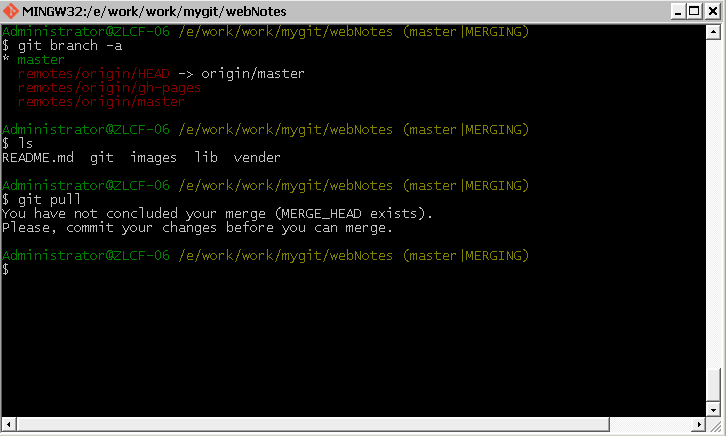 MINGW32:/e/work/work/mygit/webNotes
Administrator@ZLCF-06 /e/work/work/mygit/webNotes (master|MERGING)
$ git branch -a
* master
remotes/origin/HEAD -> origin/master
remotes/origin/gh-pages
remotes/origin/master
Administrator@ZLCF-06 /e/work/work/mygit/webNotes (master|MERGING)
$ ls
README.md  git  images  lib  vender
Administrator@ZLCF-06 /e/work/work/mygit/webNotes (master|MERGING)
$ git pull
You have not concluded your merge (MERGE_HEAD exists).
Please, commit your changes before you can merge.
Administrator@ZLCF-06 /e/work/work/mygit/webNotes (master|MERGING)
$